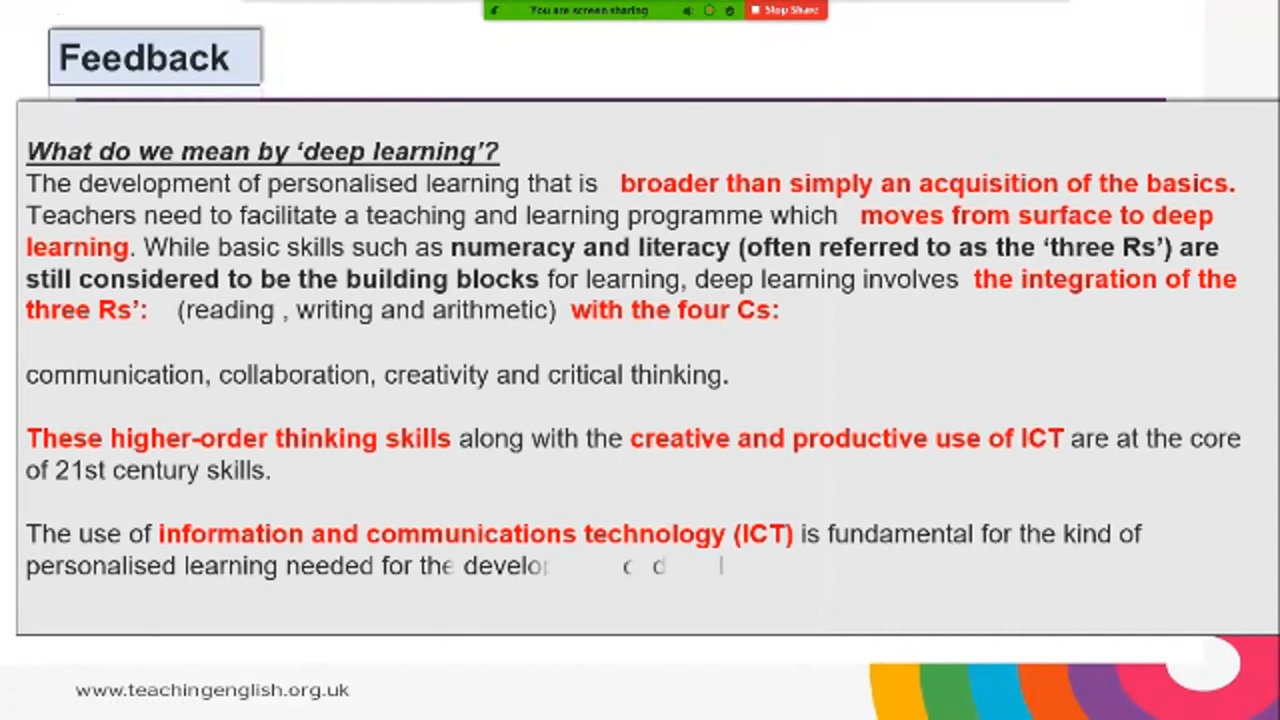 You are screen sharing Stop Share
Feedback
What do we mean by ‘deep learning’?
The development of personalised learning that is broader than simply an acquisition of the basics.
Teachers need to facilitate a teaching and learning programme which moves from surface to deep
learning. While basic skills such as numeracy and literacy (often referred to as the ‘three Rs’) are
still considered to be the building blocks for learning, deep learning involves the integration of the
three Rs’: (reading , writing and arithmetic) with the four Cs:
communication, collaboration, creativity and critical thinking.
These higher-order thinking skills along with the creative and productive use of ICT are at the core
of 21st century skills.
The use of information and communications technology (ICT) is fundamental for the kind of
personalised learning needed for the
www.teachingenglish.org.uk